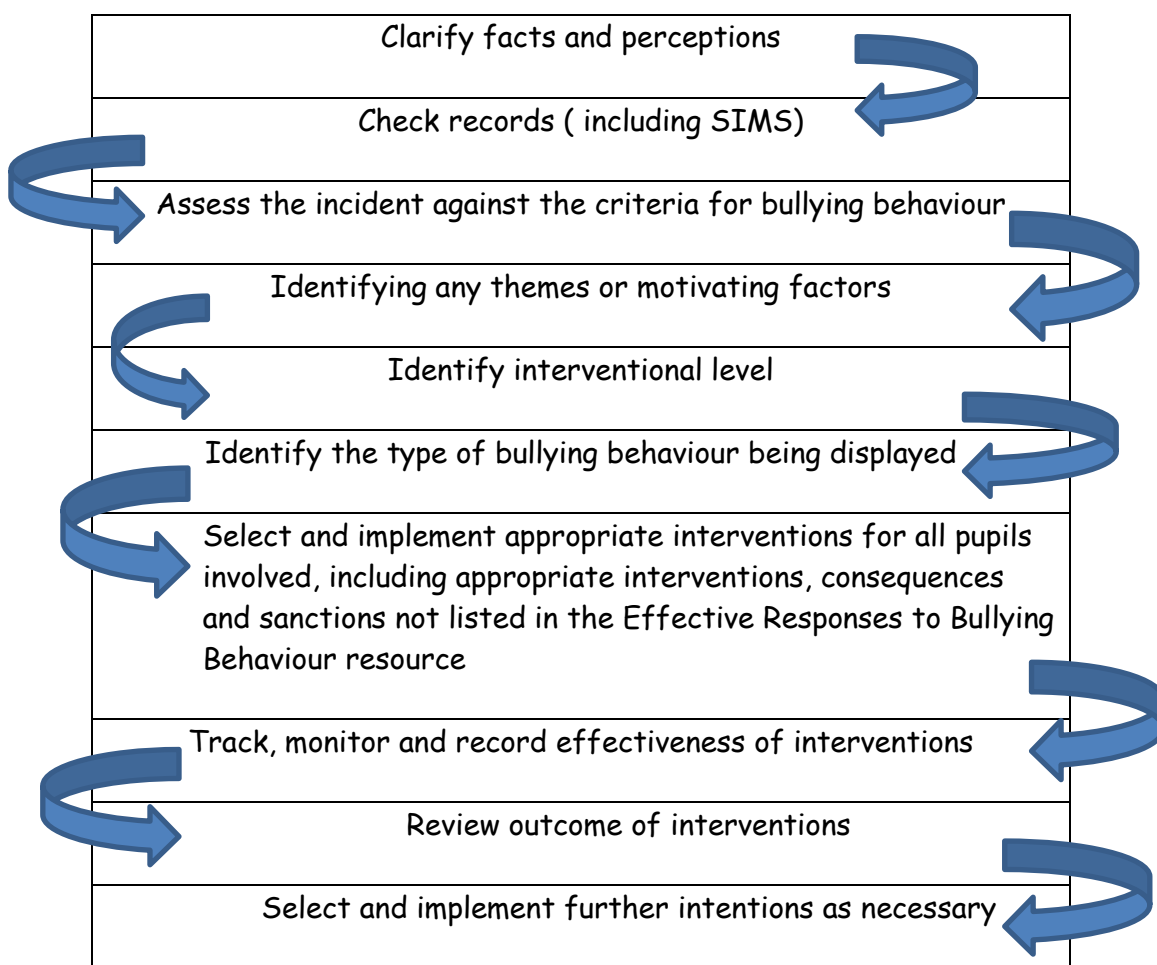 Clarify facts and perceptions
Check records ( including SIMS)
Assess the incident against the criteria for bullying behaviour
Identifying any themes or motivating factors
Identify interventional level
Identify the type of bullying behaviour being displayed
Select and implement appropriate interventions for all pupils
involved, including appropriate interventions, consequences
and sanctions not listed in the Effective Responses to Bullying
Behaviour resource
Track, monitor and record effectiveness of interventions
Review outcome of interventions
Select and implement further intentions as necessary